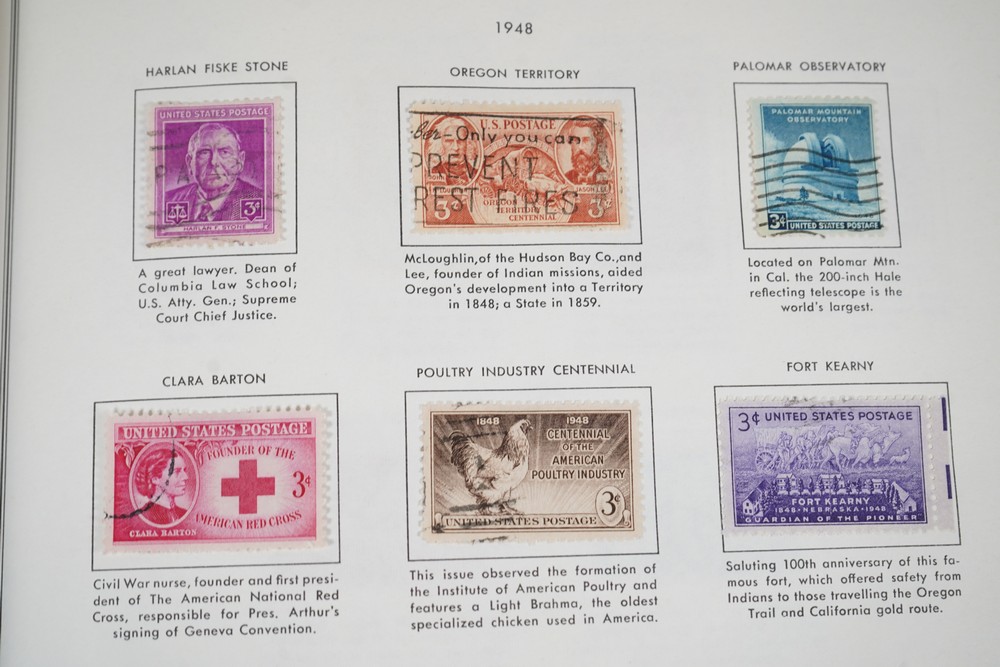 1948
HARLAN FISKE STONE
UNITED STATES POSTAGE
3¢
HARLAN F. STONE
A great lawyer. Dean of
Columbia Law School;
U.S. Atty. Gen.; Supreme
Court Chief Justice.
OREGON TERRITORY
U.S. POSTAGE
Only you can
PREVENT
REST FIRES
JASON LEE
OREGON
TERRITORY
CENTENNIAL
3¢
3¢
McLoughlin, of the Hudson Bay Co., and
Lee, founder of Indian missions, aided
Oregon's development into a Territory
in 1848; a State in 1859.
PALOMAR OBSERVATORY
PALOMAR MOUNTAIN
OBSERVATORY
3¢ UNITED STATES POSTAGE
Located on Palomar Mtn.
in Cal. the 200-inch Hale
reflecting telescope is the
world's largest.
CLARA BARTON
UNITED STATES POSTAGE
FOUNDER OF THE
3¢
AMERICAN RED CROSS
CLARA BARTON
Civil War nurse, founder and first presi-
dent of The American National Red
Cross, responsible for Pres. Arthur's
signing of Geneva Convention.
POULTRY INDUSTRY CENTENNIAL
1848 1948
CENTENNIAL
OF THE
AMERICAN
POULTRY INDUSTRY
3¢
UNITED STATES POSTAGE
This issue observed the formation of
the Institute of American Poultry and
features a Light Brahma, the oldest
specialized chicken used in America.
FORT KEARNY
3¢ UNITED STATES POSTAGE
FORT KEARNY
1848·NEBRASKA·1948
GUARDIAN OF THE PIONEER
Saluting 100th anniversary of this fa-
mous fort, which offered safety from
Indians to those travelling the Oregon
Trail and California gold route.